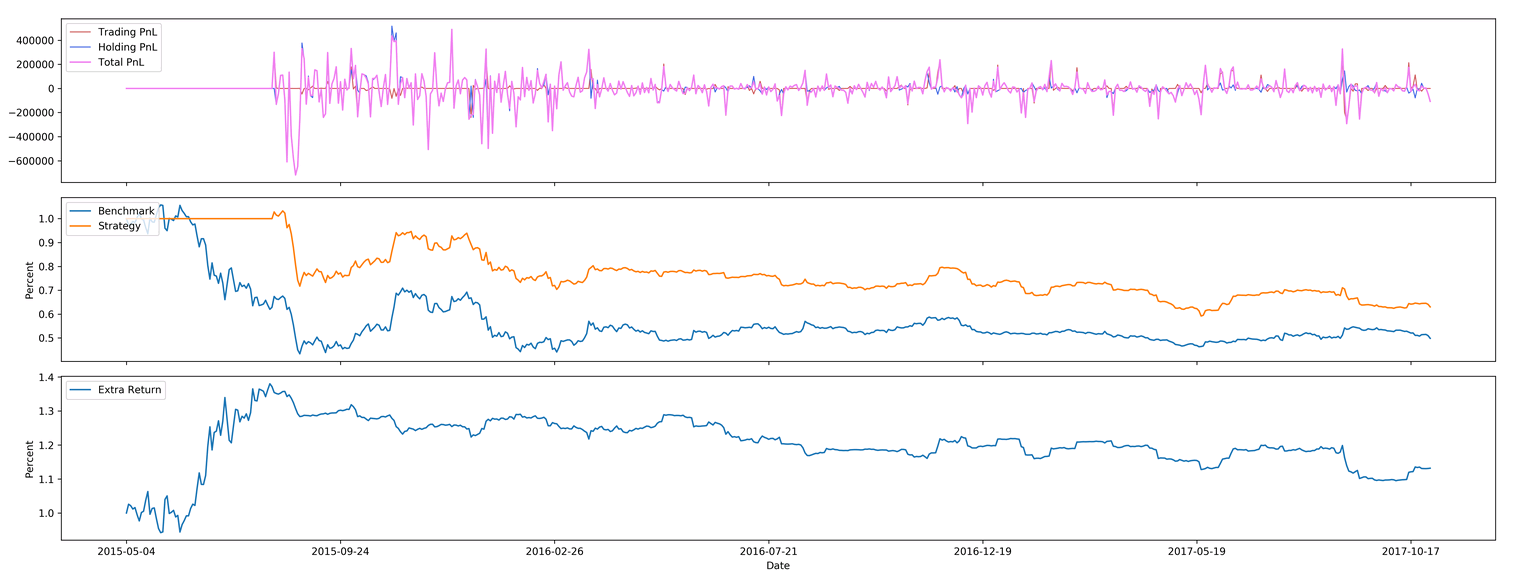 Trading PnL
Holding PnL
Total PnL
400000
200000
0
−200000
−400000
−600000
Benchmark
Strategy
1.0
0.9
0.8
0.7
0.6
0.5
Percent
Extra Return
1.4
1.3
1.2
1.1
1.0
Percent
2015-05-04 2015-09-24 2016-02-26 2016-07-21 2016-12-19 2017-05-19 2017-10-17
Date